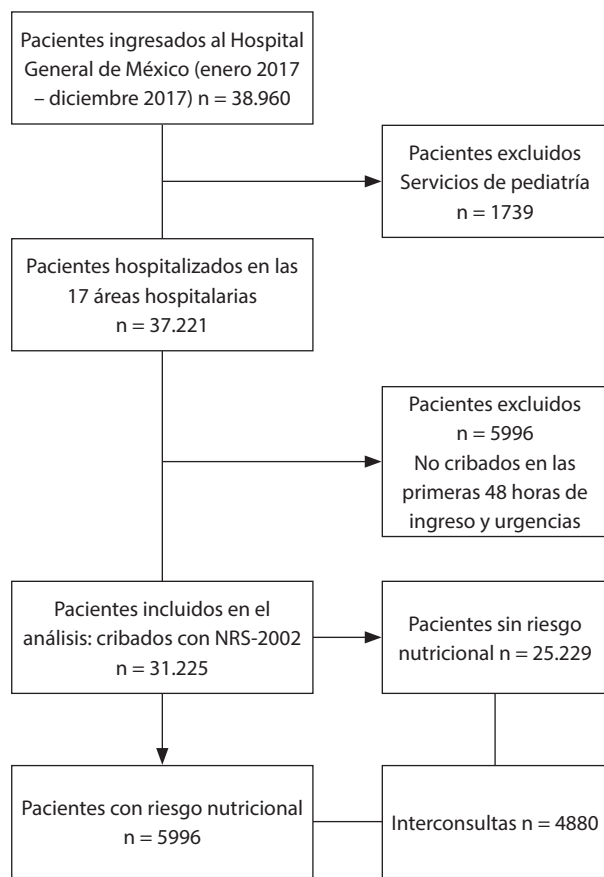 Pacientes ingresados al Hospital
General de México (enero 2017
– diciembre 2017) n = 38.960
Pacientes excluidos
Servicios de pediatría
n = 1739
Pacientes hospitalizados en las
17 áreas hospitalarias
n = 37.221
Pacientes excluidos
n = 5996
No cribados en las
primeras 48 horas de
ingreso y urgencias
Pacientes incluidos en el
análisis: cribados con NRS-2002
n = 31.225
Pacientes sin riesgo
nutricional n = 25.229
Pacientes con riesgo nutricional
n = 5996
Interconsultas n = 4880